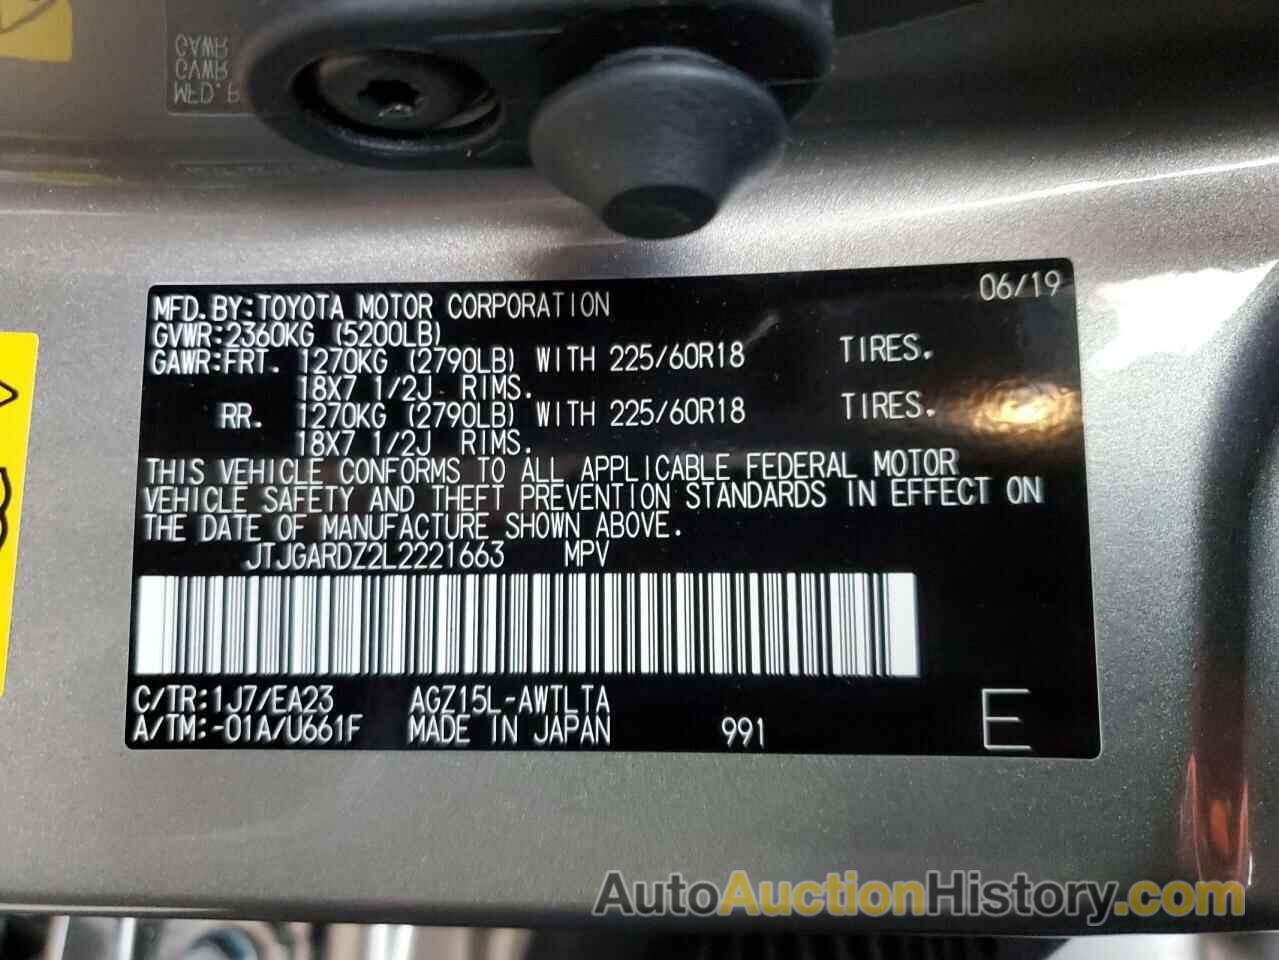 MFD.BY:TOYOTA MOTOR CORPORATION 06/19
GVWR:2360KG (5200LB)
GAWR:FRT. 1270KG (2790LB) WITH 225/60R18 TIRES.
18X7 1/2J RIMS.
RR. 1270KG (2790LB) WITH 225/60R18 TIRES.
18X7 1/2J RIMS.
THIS VEHICLE CONFORMS TO ALL APPLICABLE FEDERAL MOTOR
VEHICLE SAFETY AND THEFT PREVENTION STANDARDS IN EFFECT ON
THE DATE OF MANUFACTURE SHOWN ABOVE.
JTJGARDZ2L2221663 MPV
C/TR:1J7/EA23 AGZ15L-AWTLTA
A/TM:-01A/U661F MADE IN JAPAN 991 E
AutoAuctionHistory.com